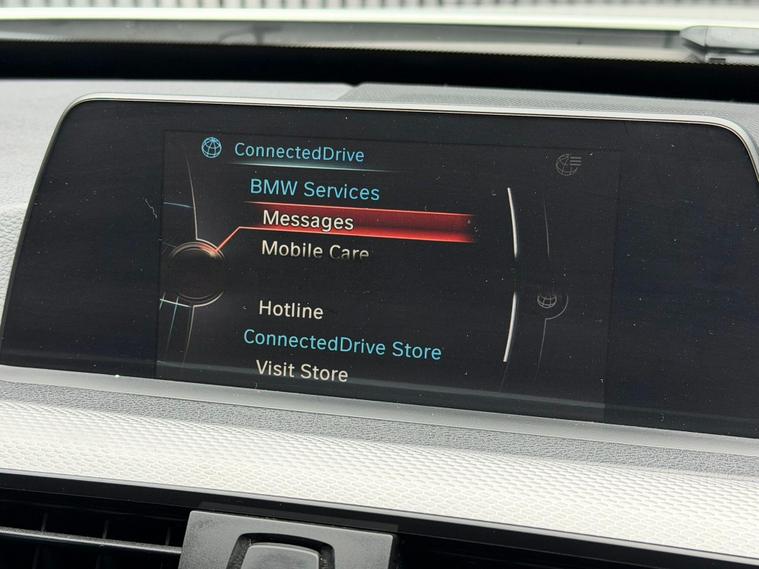 ConnectedDrive
BMW Services
Messages
Mobile Care
Hotline
ConnectedDrive Store
Visit Store